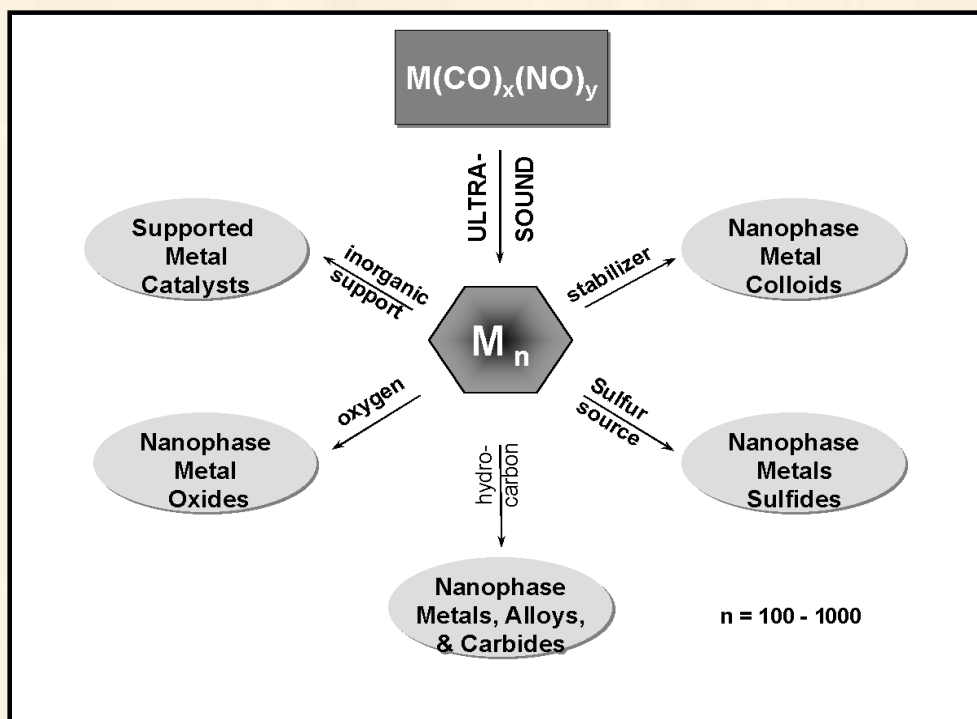 M(CO)ₓ(NO)ᵧ
ULTRA-
SOUND
Supported
Metal
Catalysts
inorganic
support
stabilizer
Nanophase
Metal
Colloids
Mₙ
oxygen
Sulfur
source
Nanophase
Metal
Oxides
hydro-
carbon
Nanophase
Metals
Sulfides
Nanophase
Metals, Alloys,
& Carbides
n = 100 - 1000